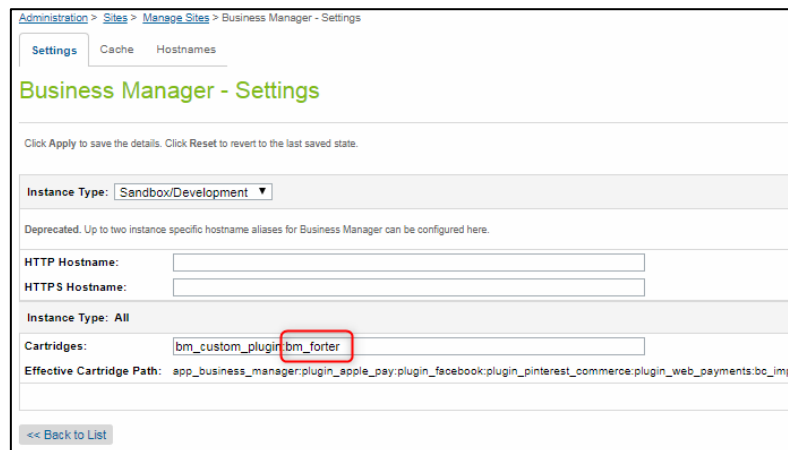 Administration > Sites > Manage Sites > Business Manager - Settings
Settings Cache Hostnames
Business Manager - Settings
Click Apply to save the details. Click Reset to revert to the last saved state.
Instance Type: Sandbox/Development
Deprecated. Up to two instance specific hostname aliases for Business Manager can be configured here.
HTTP Hostname:
HTTPS Hostname:
Instance Type: All
Cartridges: bm_custom_plugin:bm_forter
Effective Cartridge Path: app_business_manager:plugin_apple_pay:plugin_facebook:plugin_pinterest_commerce:plugin_web_payments:bc_imp
<< Back to List